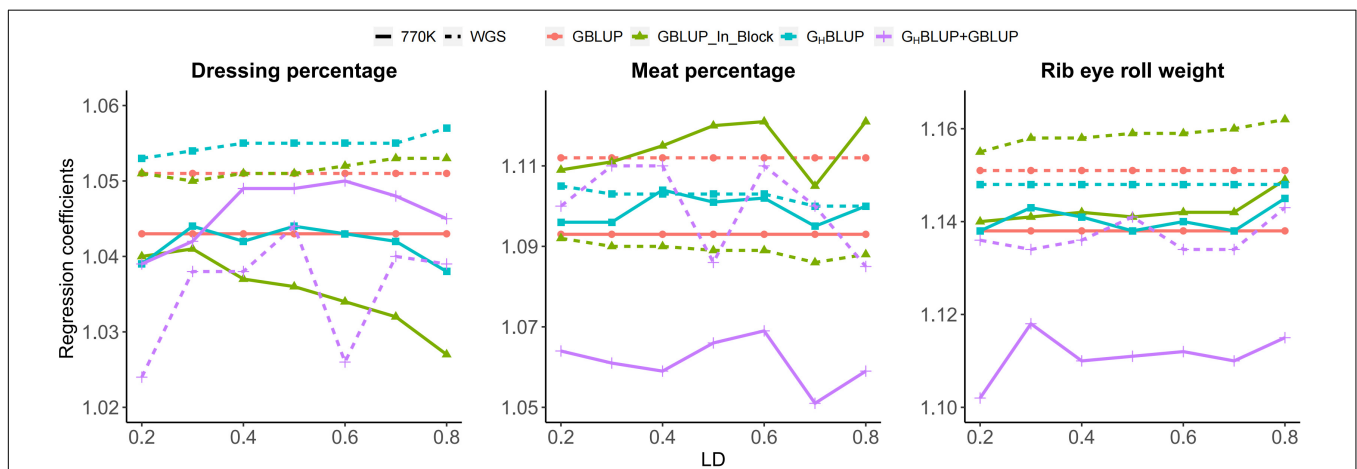 770K WGS GBLUP GBLUP_In_Block GHBLUP GHBLUP+GBLUP
Dressing percentage Meat percentage Rib eye roll weight
Regression coefficients
1.06
1.05
1.04
1.03
1.02
0.2 0.4 0.6 0.8
1.11
1.09
1.07
1.05
0.2 0.4 0.6 0.8
1.16
1.14
1.12
1.10
0.2 0.4 0.6 0.8
LD